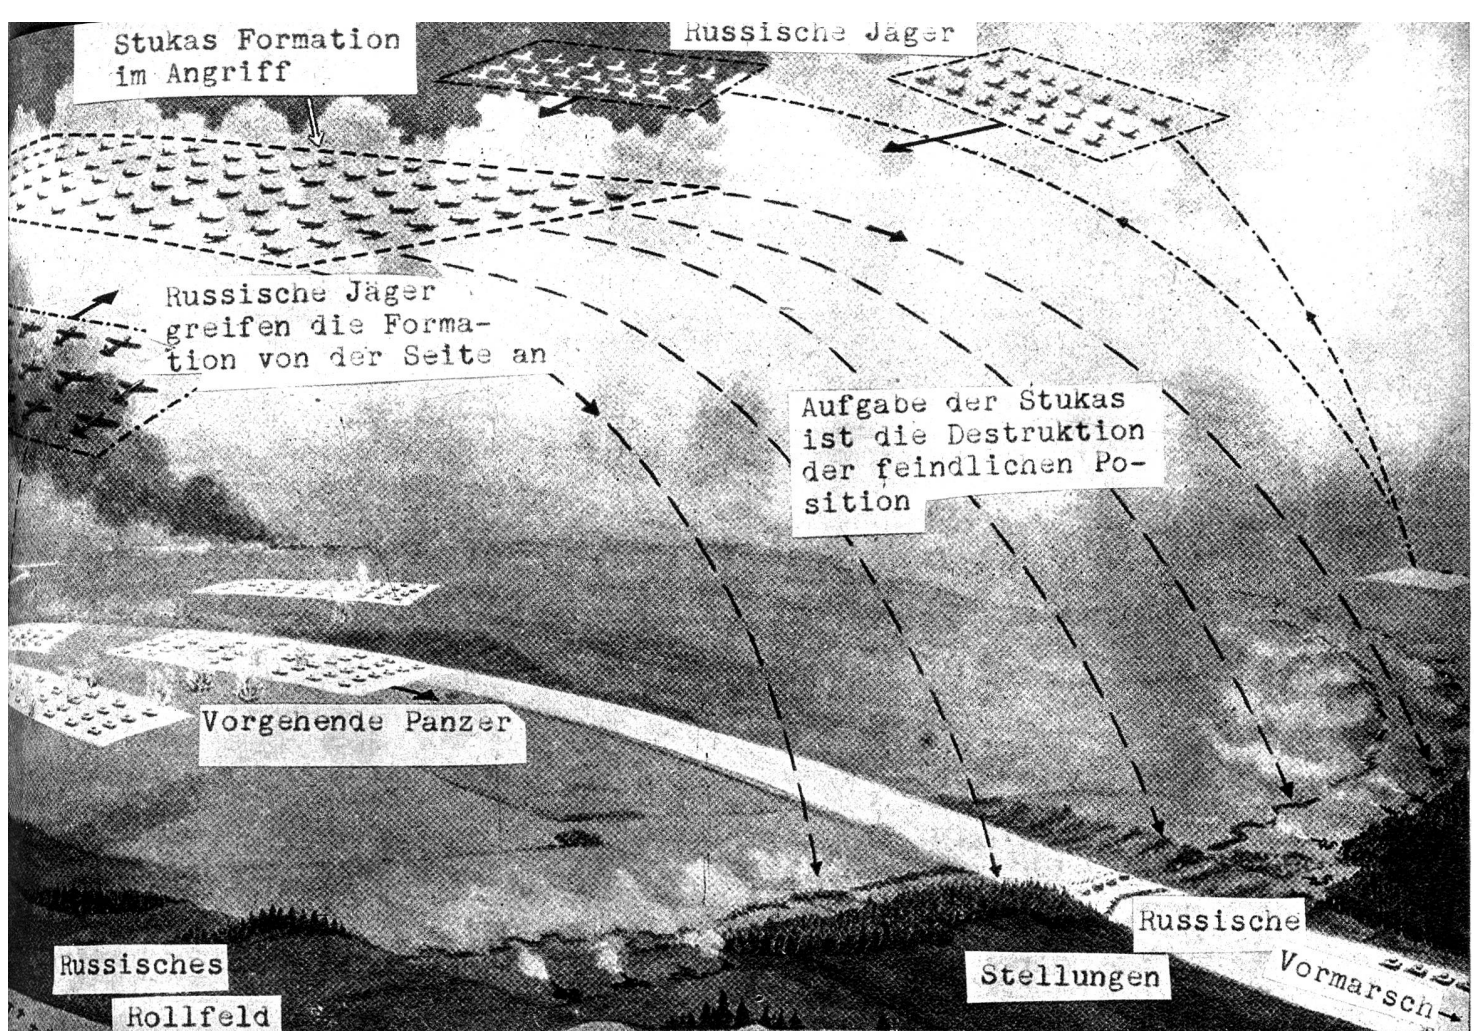 Stukas Formation
im Angriff
Russische Jäger
Russische Jäger
greifen die Forma-
tion von der Seite an
Aufgabe der Stukas
ist die Destruktion
der feindlichen Po-
sition
Vorgehende Panzer
Russische
Stellungen
Vormarsch
Russisches
Rollfeld